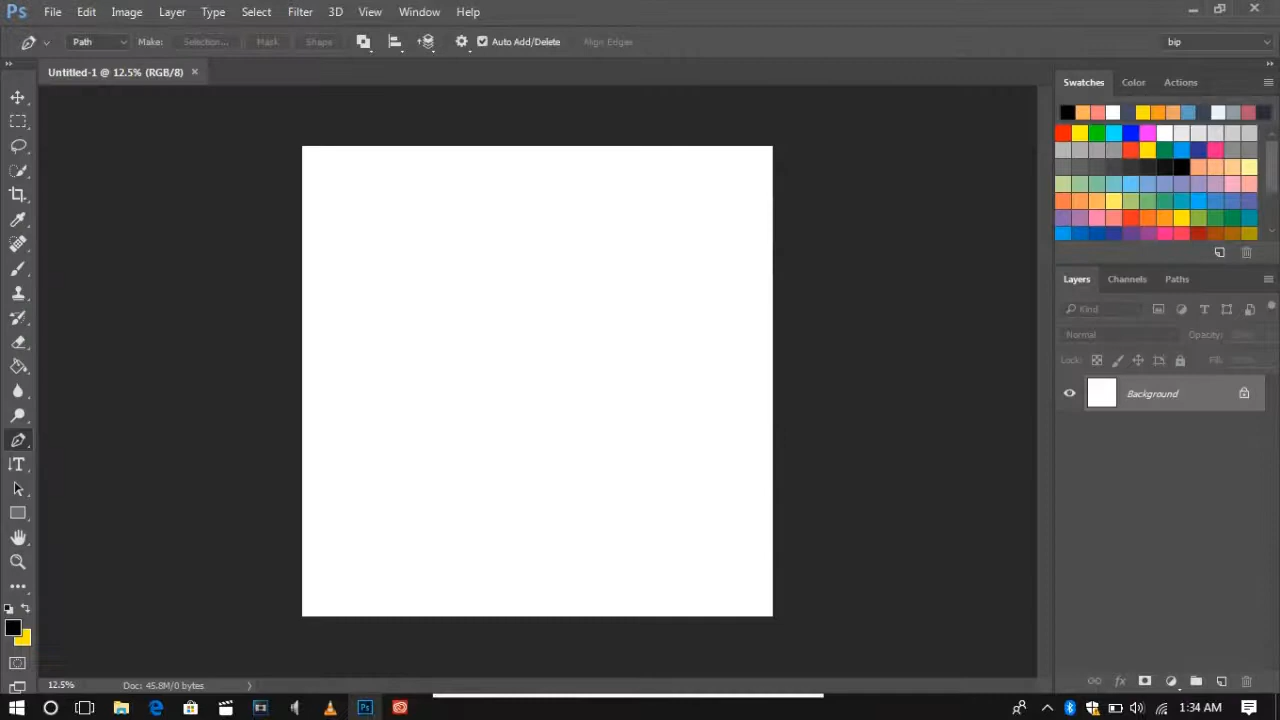 Ps File Edit Image Layer Type Select Filter 3D View Window Help
Path Make: Selection... Mask Shape Auto Add/Delete Align Edges bip
Untitled-1 @ 12.5% (RGB/8) ×
Swatches Color Actions
Layers Channels Paths
Kind
Normal Opacity:
Lock: Fill:
Background
12.5% Doc: 45.8M/0 bytes
1:34 AM